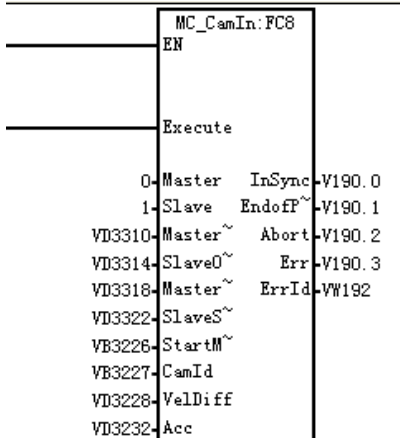 MC_CamIn:FC8
EN
Execute
0 Master InSync V190.0
1 Slave EndofP~ V190.1
VD3310 Master~ Abort V190.2
VD3314 SlaveO~ Err V190.3
VD3318 Master~ ErrId VW192
VD3322 SlaveS~
VB3226 StartM~
VB3227 CamId
VD3228 VelDiff
VD3232 Acc